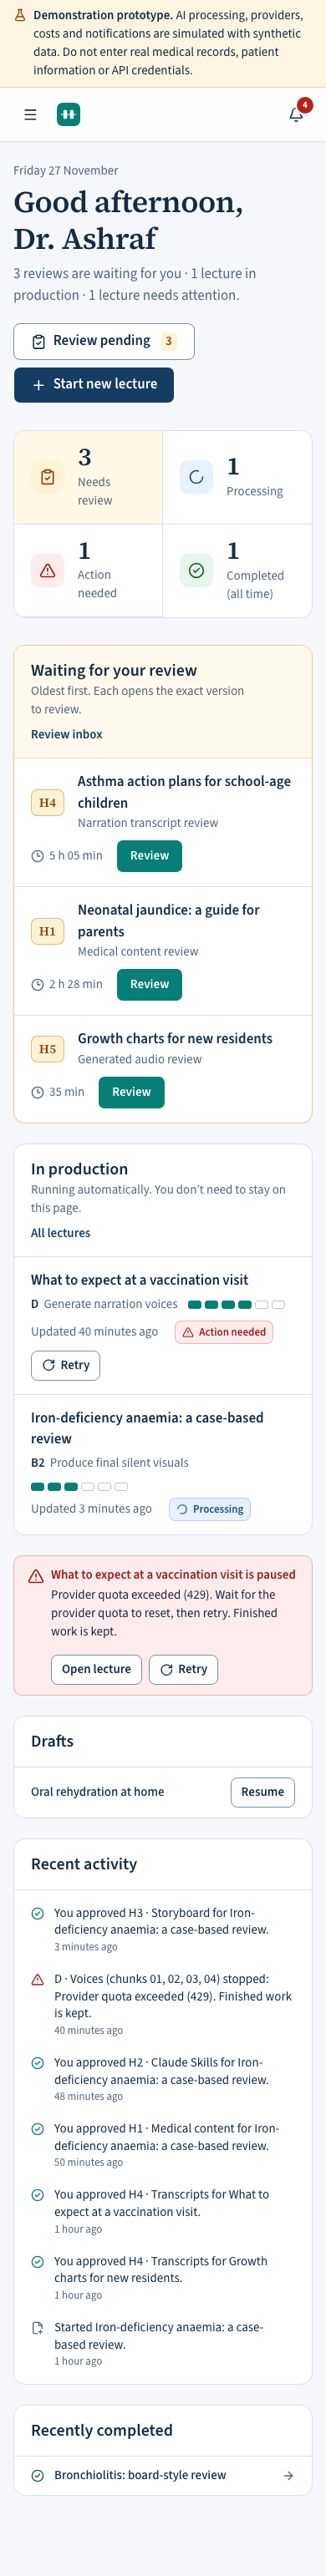 Demonstration prototype. AI processing, providers,
costs and notifications are simulated with synthetic
data. Do not enter real medical records, patient
information or API credentials.
4
Friday 27 November
Good afternoon,
Dr. Ashraf
3 reviews are waiting for you · 1 lecture in
production · 1 lecture needs attention.
Review pending 3
Start new lecture
3
Needs
review
1
Processing
1
Action
needed
1
Completed
(all time)
Waiting for your review
Oldest first. Each opens the exact version
to review.
Review inbox
H4
Asthma action plans for school-age
children
Narration transcript review
5 h 05 min
Review
H1
Neonatal jaundice: a guide for
parents
Medical content review
2 h 28 min
Review
H5
Growth charts for new residents
Generated audio review
35 min
Review
In production
Running automatically. You don’t need to stay on
this page.
All lectures
What to expect at a vaccination visit
D Generate narration voices
Updated 40 minutes ago
Action needed
Retry
Iron-deficiency anaemia: a case-based
review
B2 Produce final silent visuals
Updated 3 minutes ago
Processing
What to expect at a vaccination visit is paused
Provider quota exceeded (429). Wait for the
provider quota to reset, then retry. Finished
work is kept.
Open lecture
Retry
Drafts
Oral rehydration at home
Resume
Recent activity
You approved H3 · Storyboard for Iron-
deficiency anaemia: a case-based review.
3 minutes ago
D · Voices (chunks 01, 02, 03, 04) stopped:
Provider quota exceeded (429). Finished work
is kept.
40 minutes ago
You approved H2 · Claude Skills for Iron-
deficiency anaemia: a case-based review.
48 minutes ago
You approved H1 · Medical content for Iron-
deficiency anaemia: a case-based review.
50 minutes ago
You approved H4 · Transcripts for What to
expect at a vaccination visit.
1 hour ago
You approved H4 · Transcripts for Growth
charts for new residents.
1 hour ago
Started Iron-deficiency anaemia: a case-
based review.
1 hour ago
Recently completed
Bronchiolitis: board-style review